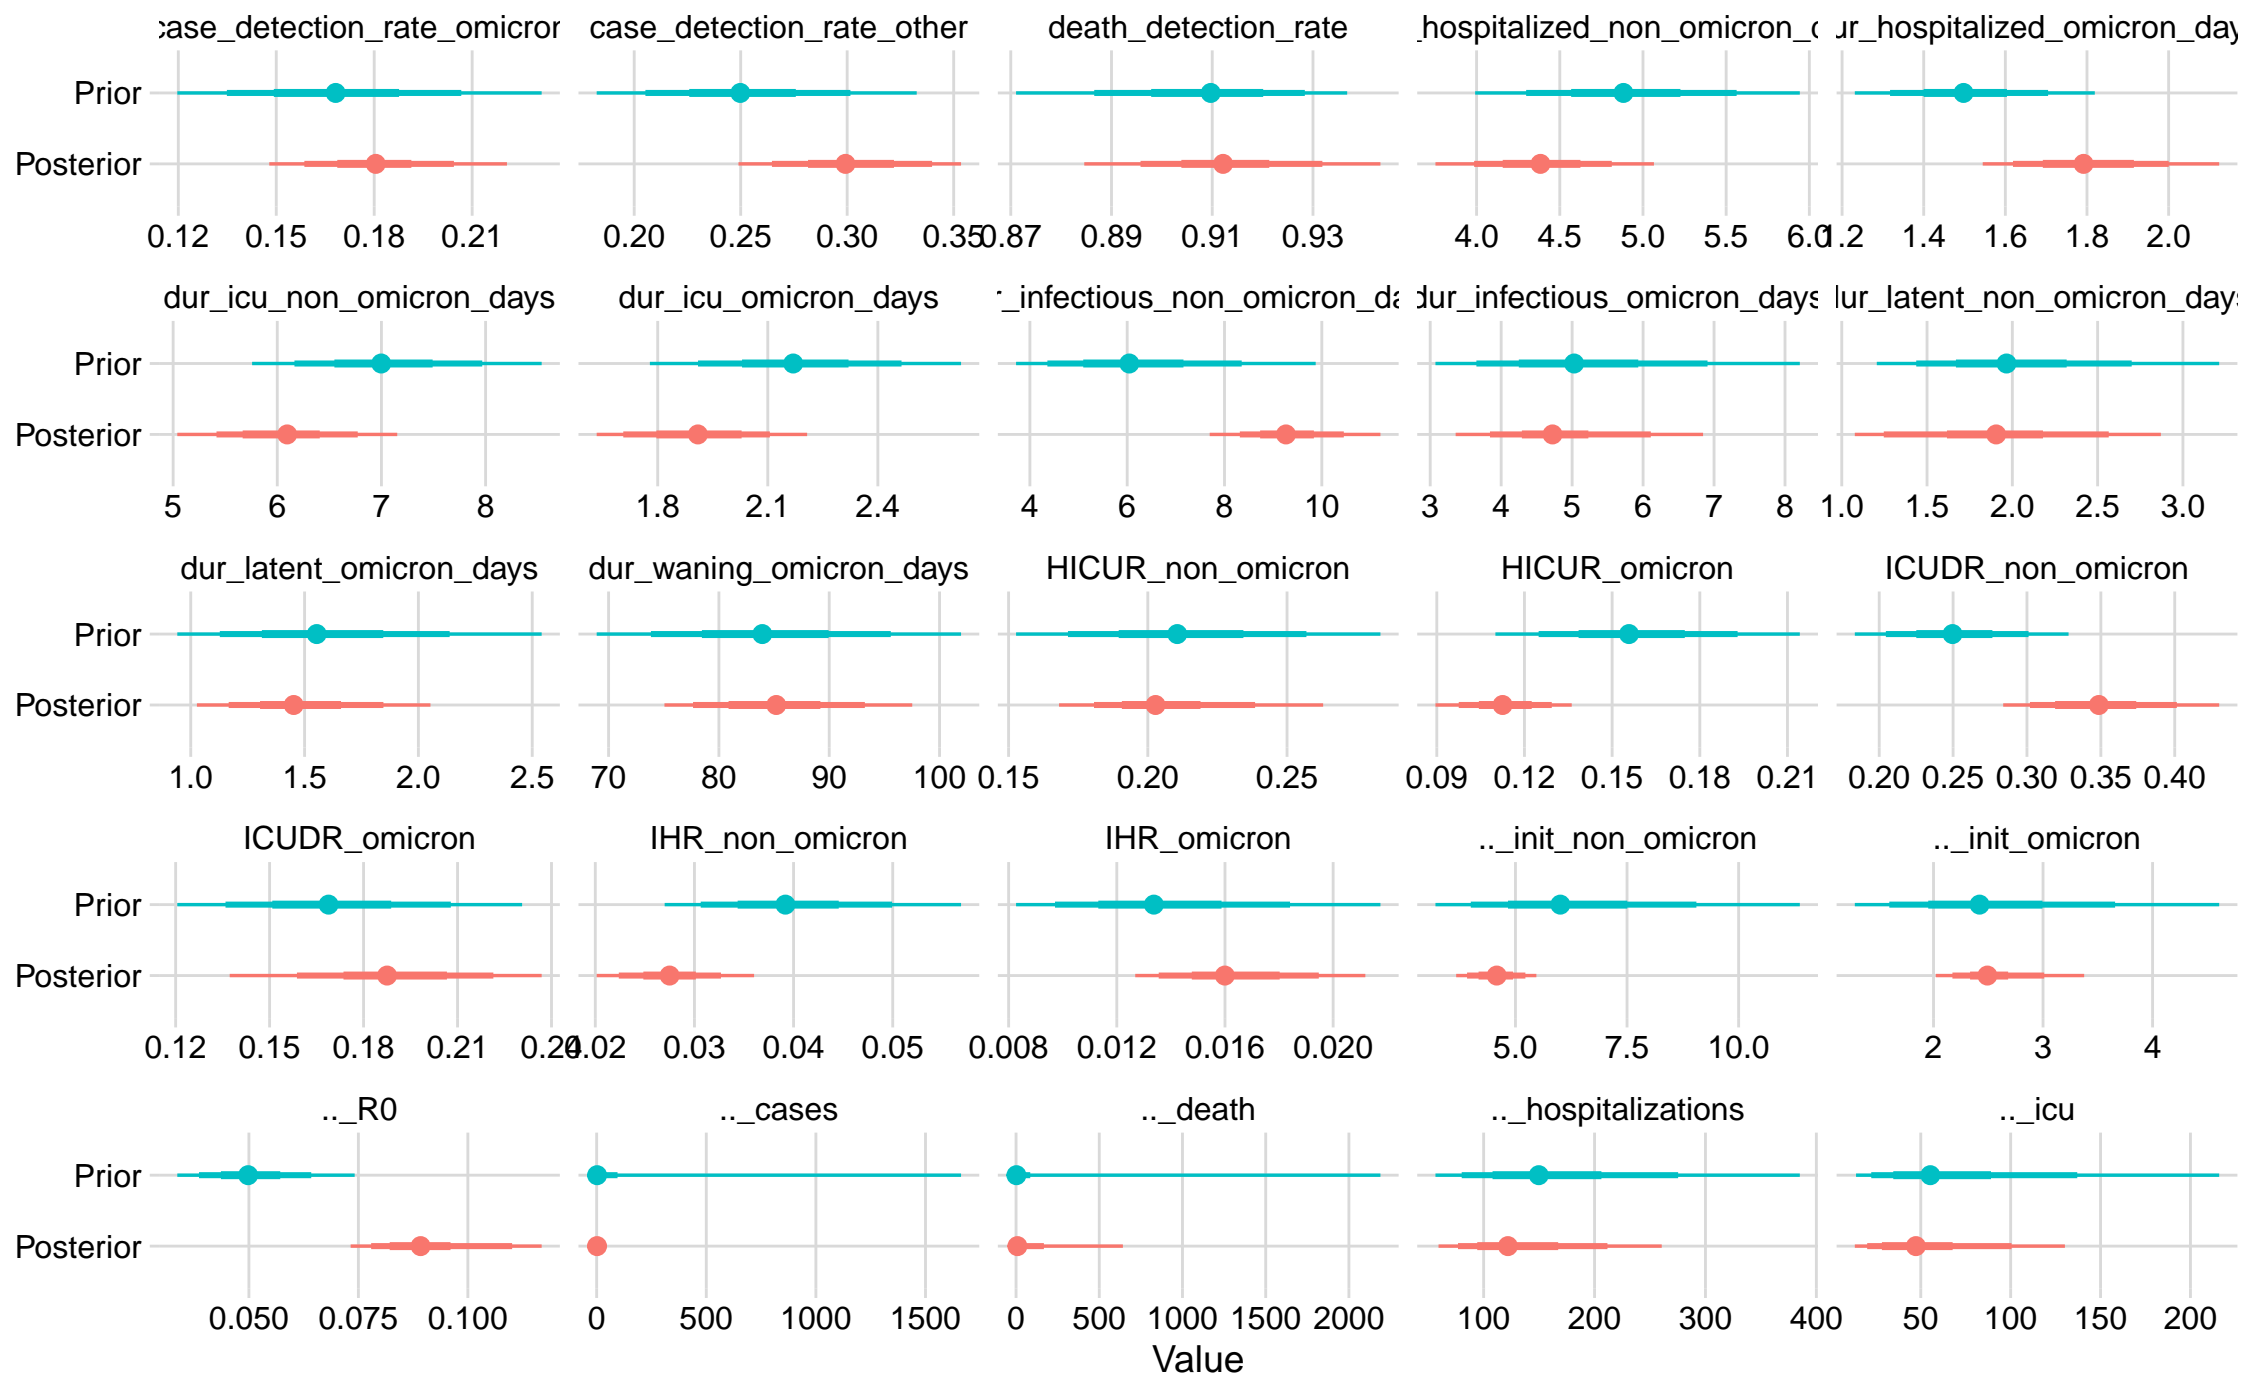 case_detection_rate_omicron case_detection_rate_other death_detection_rate _hospitalized_non_omicron_ ur_hospitalized_omicron_day
Prior
Posterior
0.12 0.15 0.18 0.21 0.20 0.25 0.30 0.35 0.87 0.89 0.91 0.93 4.0 4.5 5.0 5.5 6.0 1.2 1.4 1.6 1.8 2.0
dur_icu_non_omicron_days dur_icu_omicron_days r_infectious_non_omicron_da dur_infectious_omicron_days dur_latent_non_omicron_days
Prior
Posterior
5 6 7 8 1.8 2.1 2.4 4 6 8 10 3 4 5 6 7 8 1.0 1.5 2.0 2.5 3.0
dur_latent_omicron_days dur_waning_omicron_days HICUR_non_omicron HICUR_omicron ICUDR_non_omicron
Prior
Posterior
1.0 1.5 2.0 2.5 70 80 90 100 0.15 0.20 0.25 0.09 0.12 0.15 0.18 0.21 0.20 0.25 0.30 0.35 0.40
ICUDR_omicron IHR_non_omicron IHR_omicron .._init_non_omicron .._init_omicron
Prior
Posterior
0.12 0.15 0.18 0.21 0.24 0.02 0.03 0.04 0.05 0.008 0.012 0.016 0.020 5.0 7.5 10.0 2 3 4
.._R0 .._cases .._death .._hospitalizations .._icu
Prior
Posterior
0.050 0.075 0.100 0 500 1000 1500 0 500 1000 1500 2000 100 200 300 400 50 100 150 200
Value